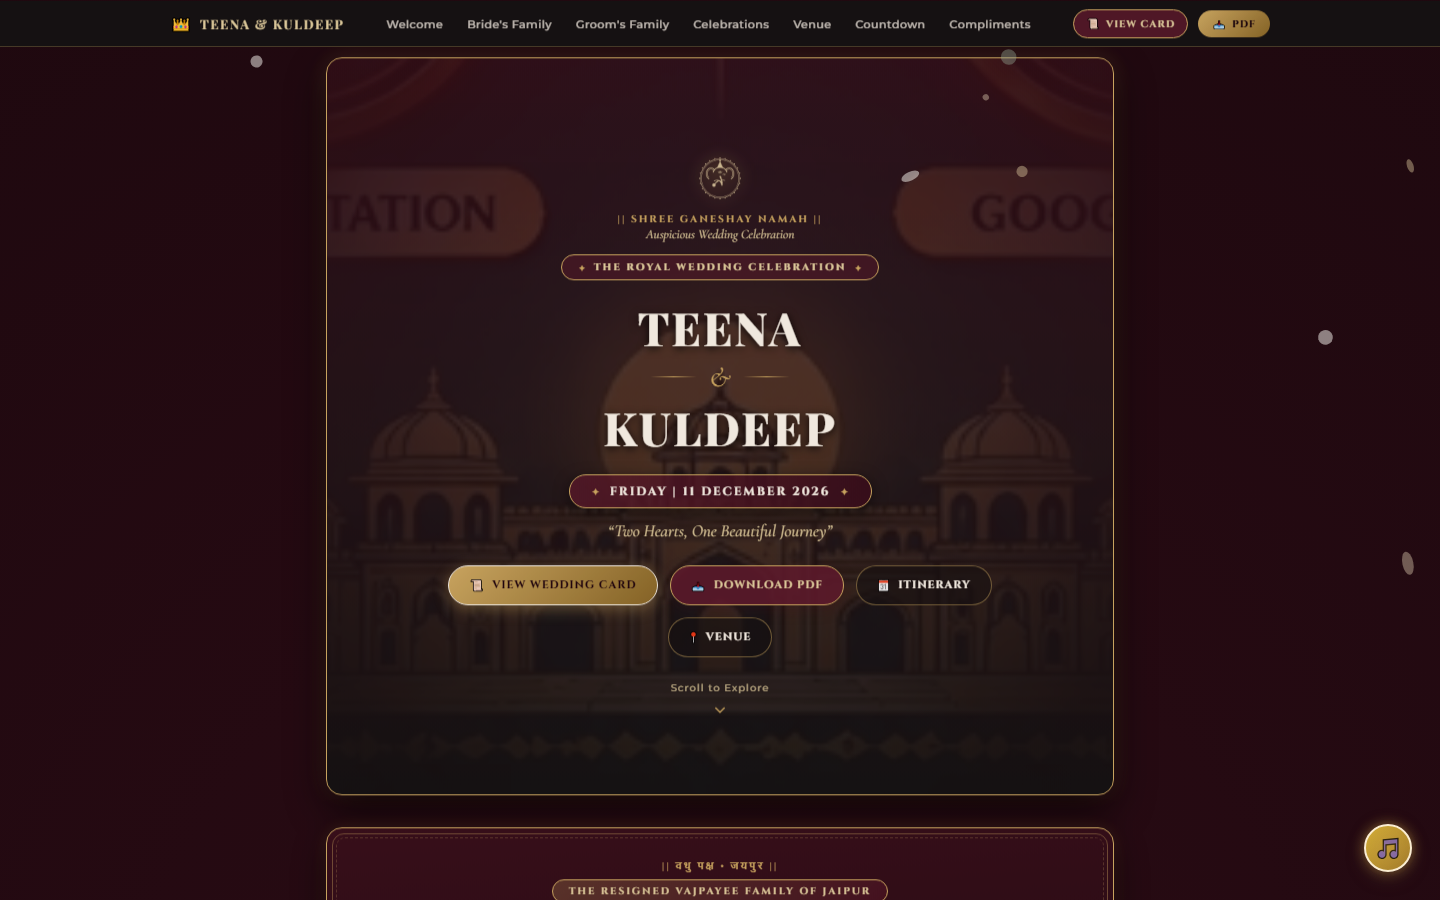 TEENA & KULDEEP
Welcome
Bride's Family
Groom's Family
Celebrations
Venue
Countdown
Compliments
VIEW CARD
PDF
TATION
GOOG
|| SHREE GANESHAY NAMAH ||
Auspicious Wedding Celebration
THE ROYAL WEDDING CELEBRATION
TEENA
&
KULDEEP
FRIDAY | 11 DECEMBER 2026
“Two Hearts, One Beautiful Journey”
VIEW WEDDING CARD
DOWNLOAD PDF
ITINERARY
VENUE
Scroll to Explore
|| वधु पक्ष • जयपुर ||
THE RESIGNED VAJPAYEE FAMILY OF JAIPUR